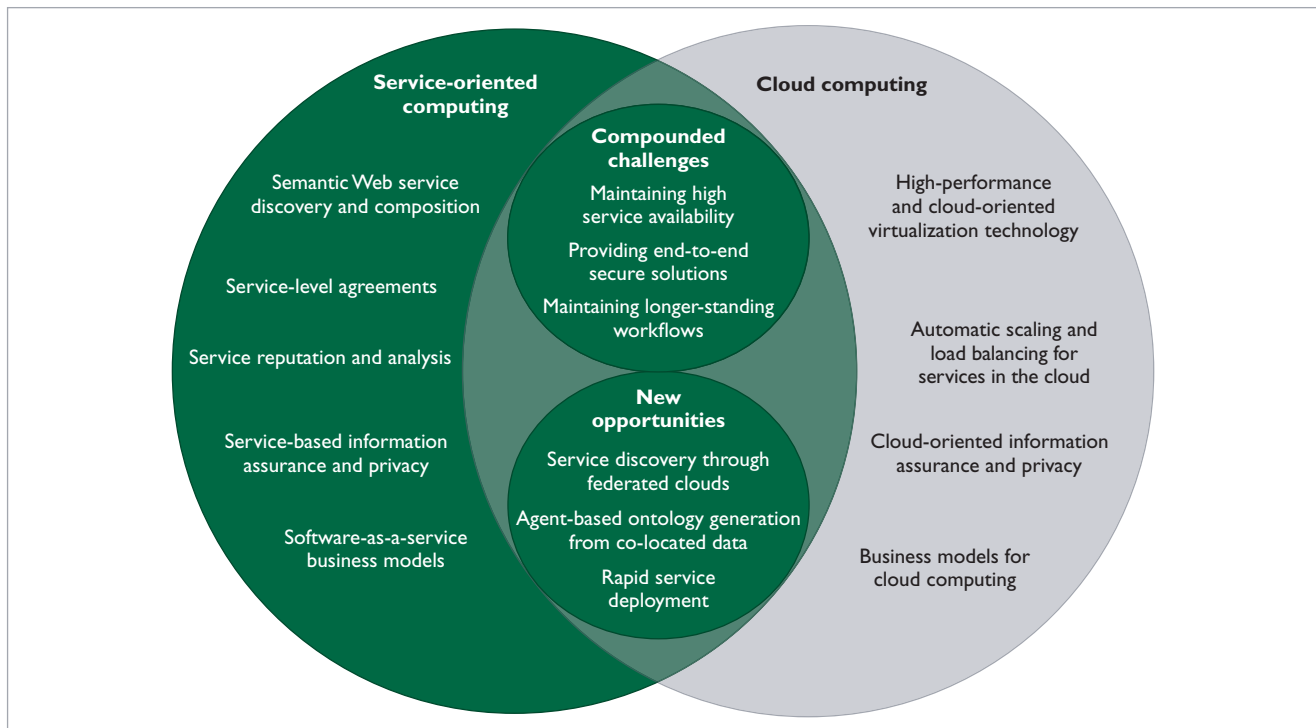 Service-oriented
computing
Semantic Web service
discovery and composition
Service-level agreements
Service reputation and analysis
Service-based information
assurance and privacy
Software-as-a-service
business models
Compounded
challenges
Maintaining high
service availability
Providing end-to-end
secure solutions
Maintaining longer-standing
workflows
New
opportunities
Service discovery through
federated clouds
Agent-based ontology generation
from co-located data
Rapid service
deployment
Cloud computing
High-performance
and cloud-oriented
virtualization technology
Automatic scaling and
load balancing for
services in the cloud
Cloud-oriented information
assurance and privacy
Business models for
cloud computing